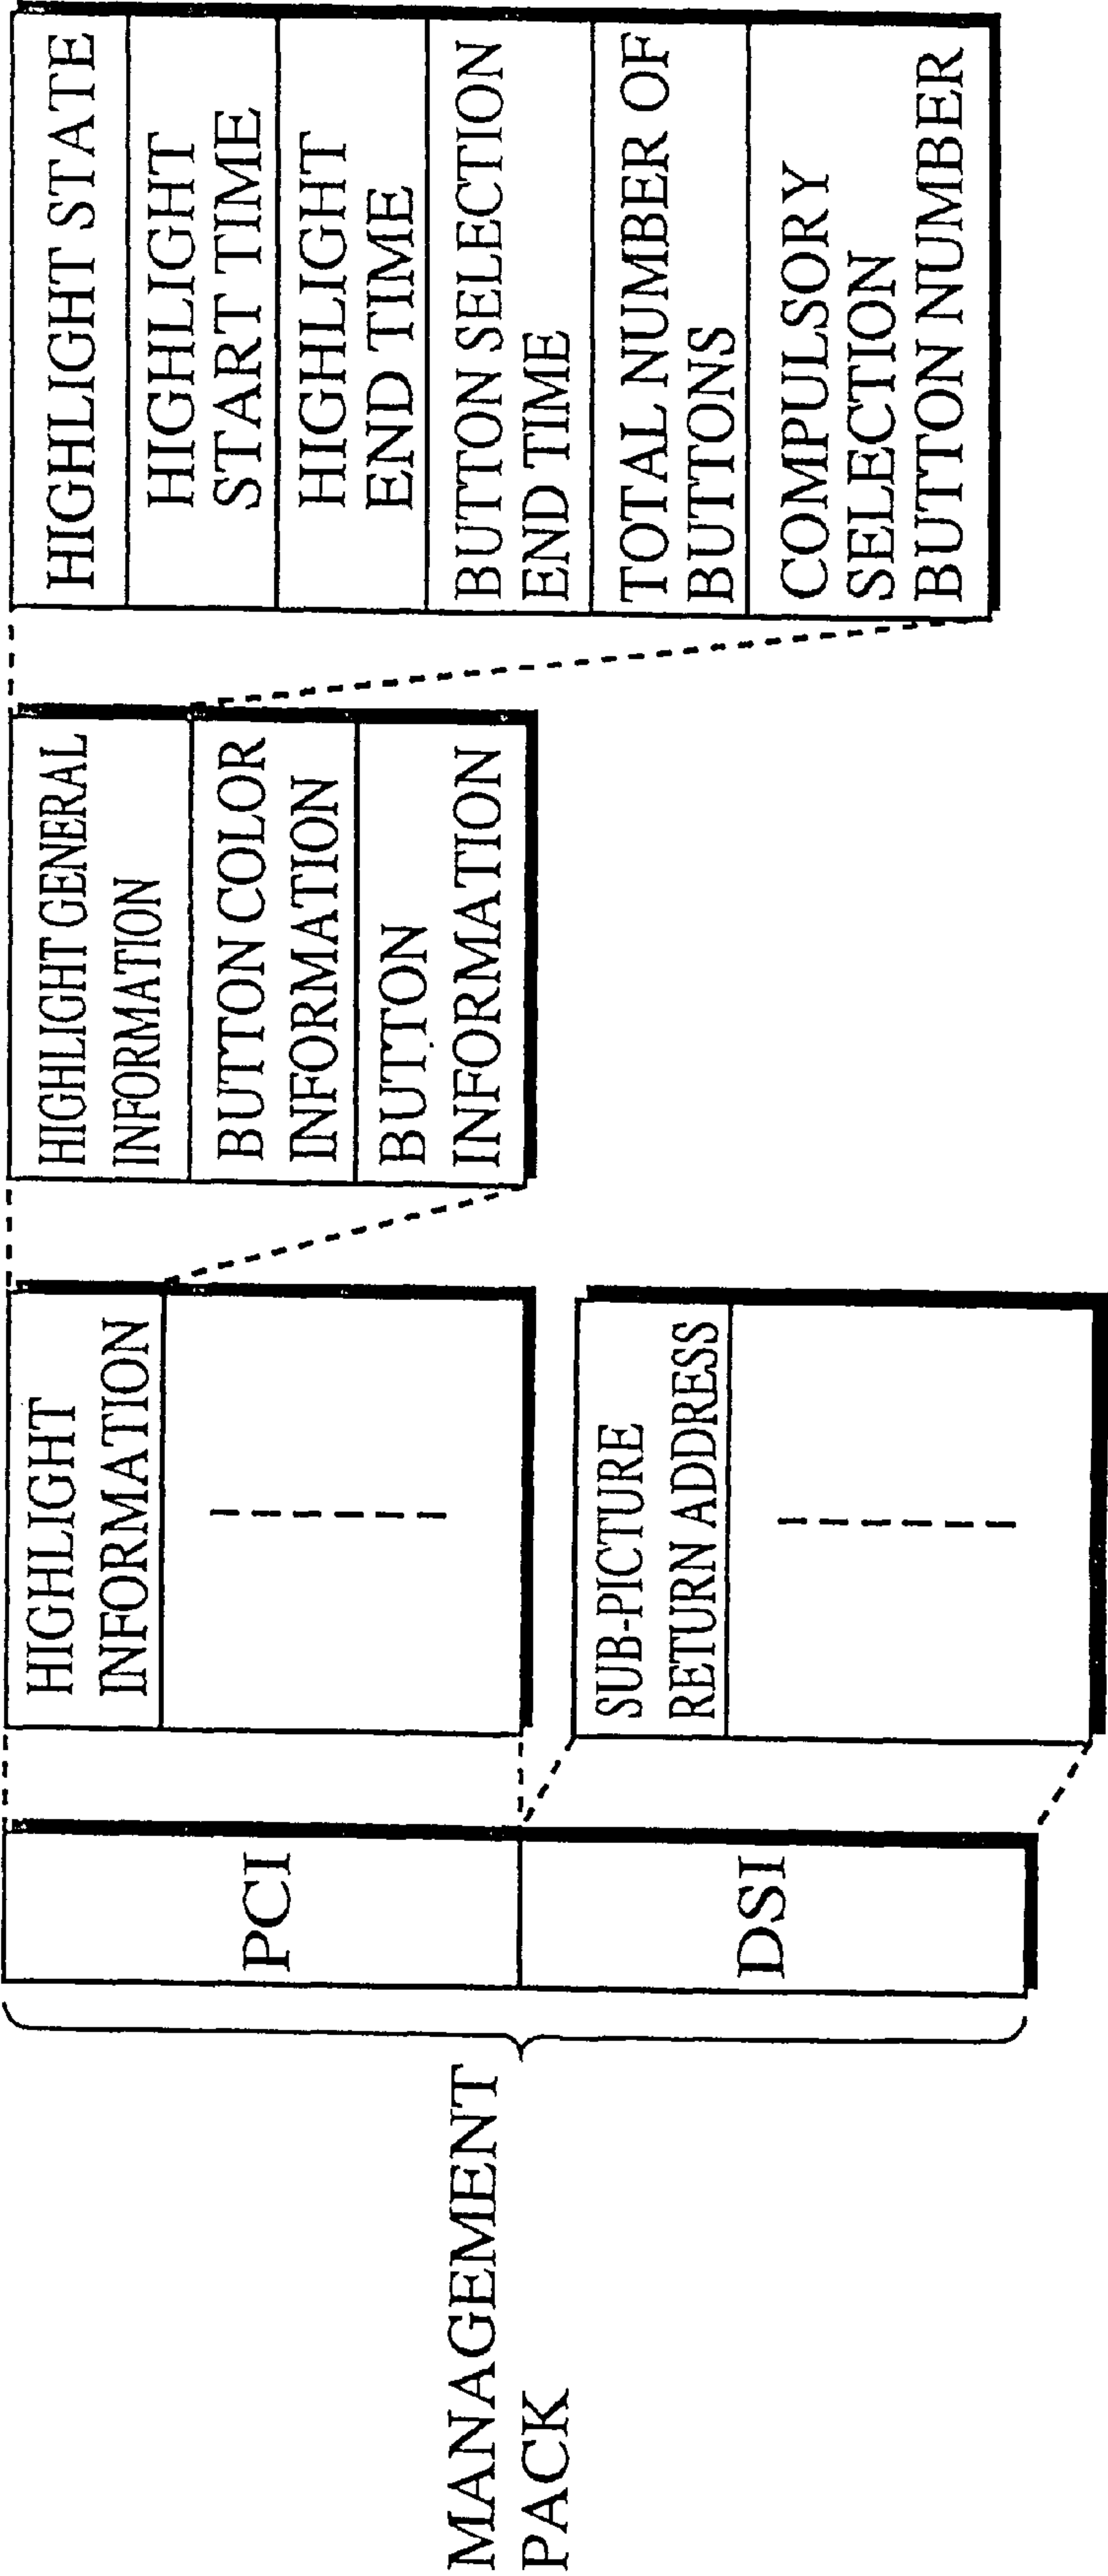 MANAGEMENT
PACK
PCI
DSI
HIGHLIGHT
INFORMATION
SUB-PICTURE
RETURN ADDRESS
HIGHLIGHT GENERAL
INFORMATION
BUTTON COLOR
INFORMATION
BUTTON
INFORMATION
HIGHLIGHT STATE
HIGHLIGHT
START TIME
HIGHLIGHT
END TIME
BUTTON SELECTION
END TIME
TOTAL NUMBER OF
BUTTONS
COMPULSORY
SELECTION
BUTTON NUMBER